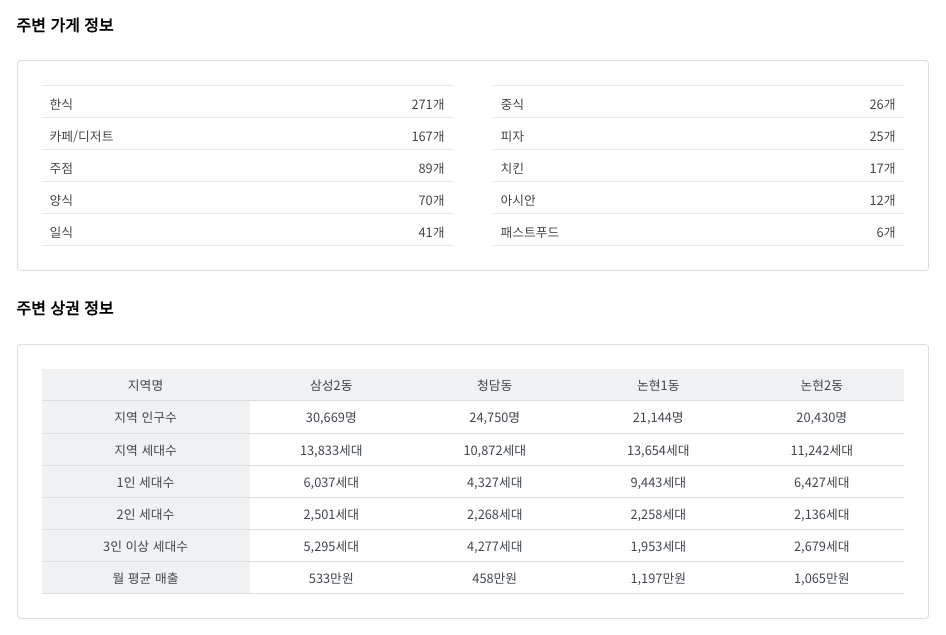 주변 가게 정보
한식 271개 중식 26개
카페/디저트 167개 피자 25개
주점 89개 치킨 17개
양식 70개 아시안 12개
일식 41개 패스트푸드 6개
주변 상권 정보
지역명 삼성2동 청담동 논현1동 논현2동
지역 인구수 30,669명 24,750명 21,144명 20,430명
지역 세대수 13,833세대 10,872세대 13,654세대 11,242세대
1인 세대수 6,037세대 4,327세대 9,443세대 6,427세대
2인 세대수 2,501세대 2,268세대 2,258세대 2,136세대
3인 이상 세대수 5,295세대 4,277세대 1,953세대 2,679세대
월 평균 매출 533만원 458만원 1,197만원 1,065만원